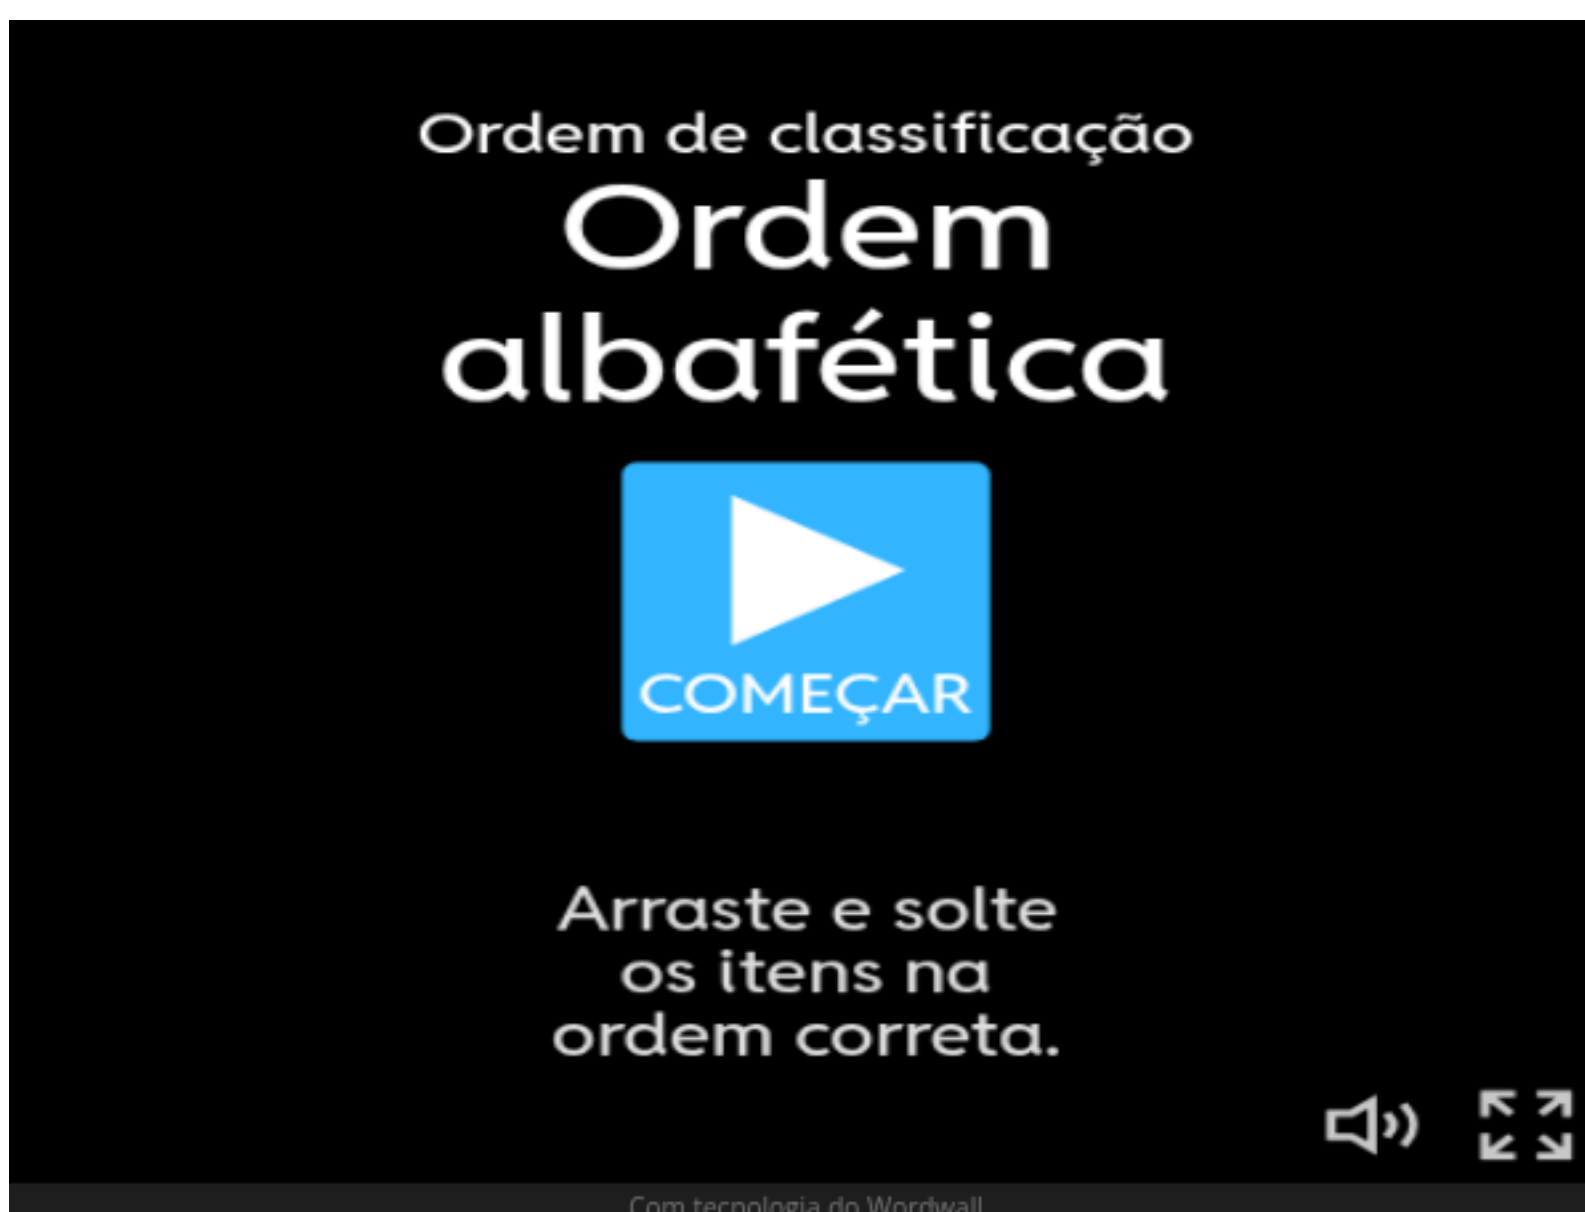 Ordem de classificação
Ordem
albafética
COMEÇAR
Arraste e solte
os itens na
ordem correta.
Com tecnologia do Wordwall